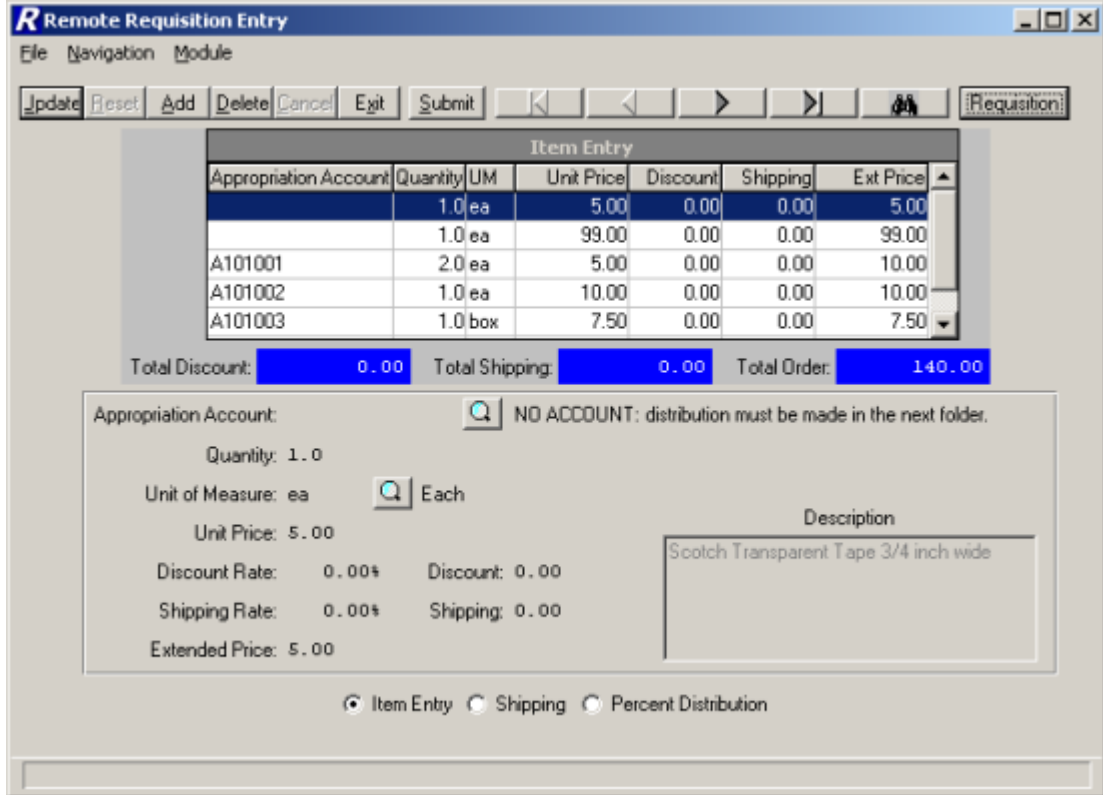 R Remote Requisition Entry
File Navigation Module
Update Reset Add Delete Cancel Exit Submit Requisition
Item Entry
Appropriation Account Quantity UM Unit Price Discount Shipping Ext Price
1.0 ea 5.00 0.00 0.00 5.00
1.0 ea 99.00 0.00 0.00 99.00
A101001 2.0 ea 5.00 0.00 0.00 10.00
A101002 1.0 ea 10.00 0.00 0.00 10.00
A101003 1.0 box 7.50 0.00 0.00 7.50
Total Discount: 0.00 Total Shipping: 0.00 Total Order: 140.00
Appropriation Account: NO ACCOUNT: distribution must be made in the next folder.
Quantity: 1.0
Unit of Measure: ea Each
Unit Price: 5.00
Description
Scotch Transparent Tape 3/4 inch wide
Discount Rate: 0.00% Discount: 0.00
Shipping Rate: 0.00% Shipping: 0.00
Extended Price: 5.00
Item Entry Shipping Percent Distribution